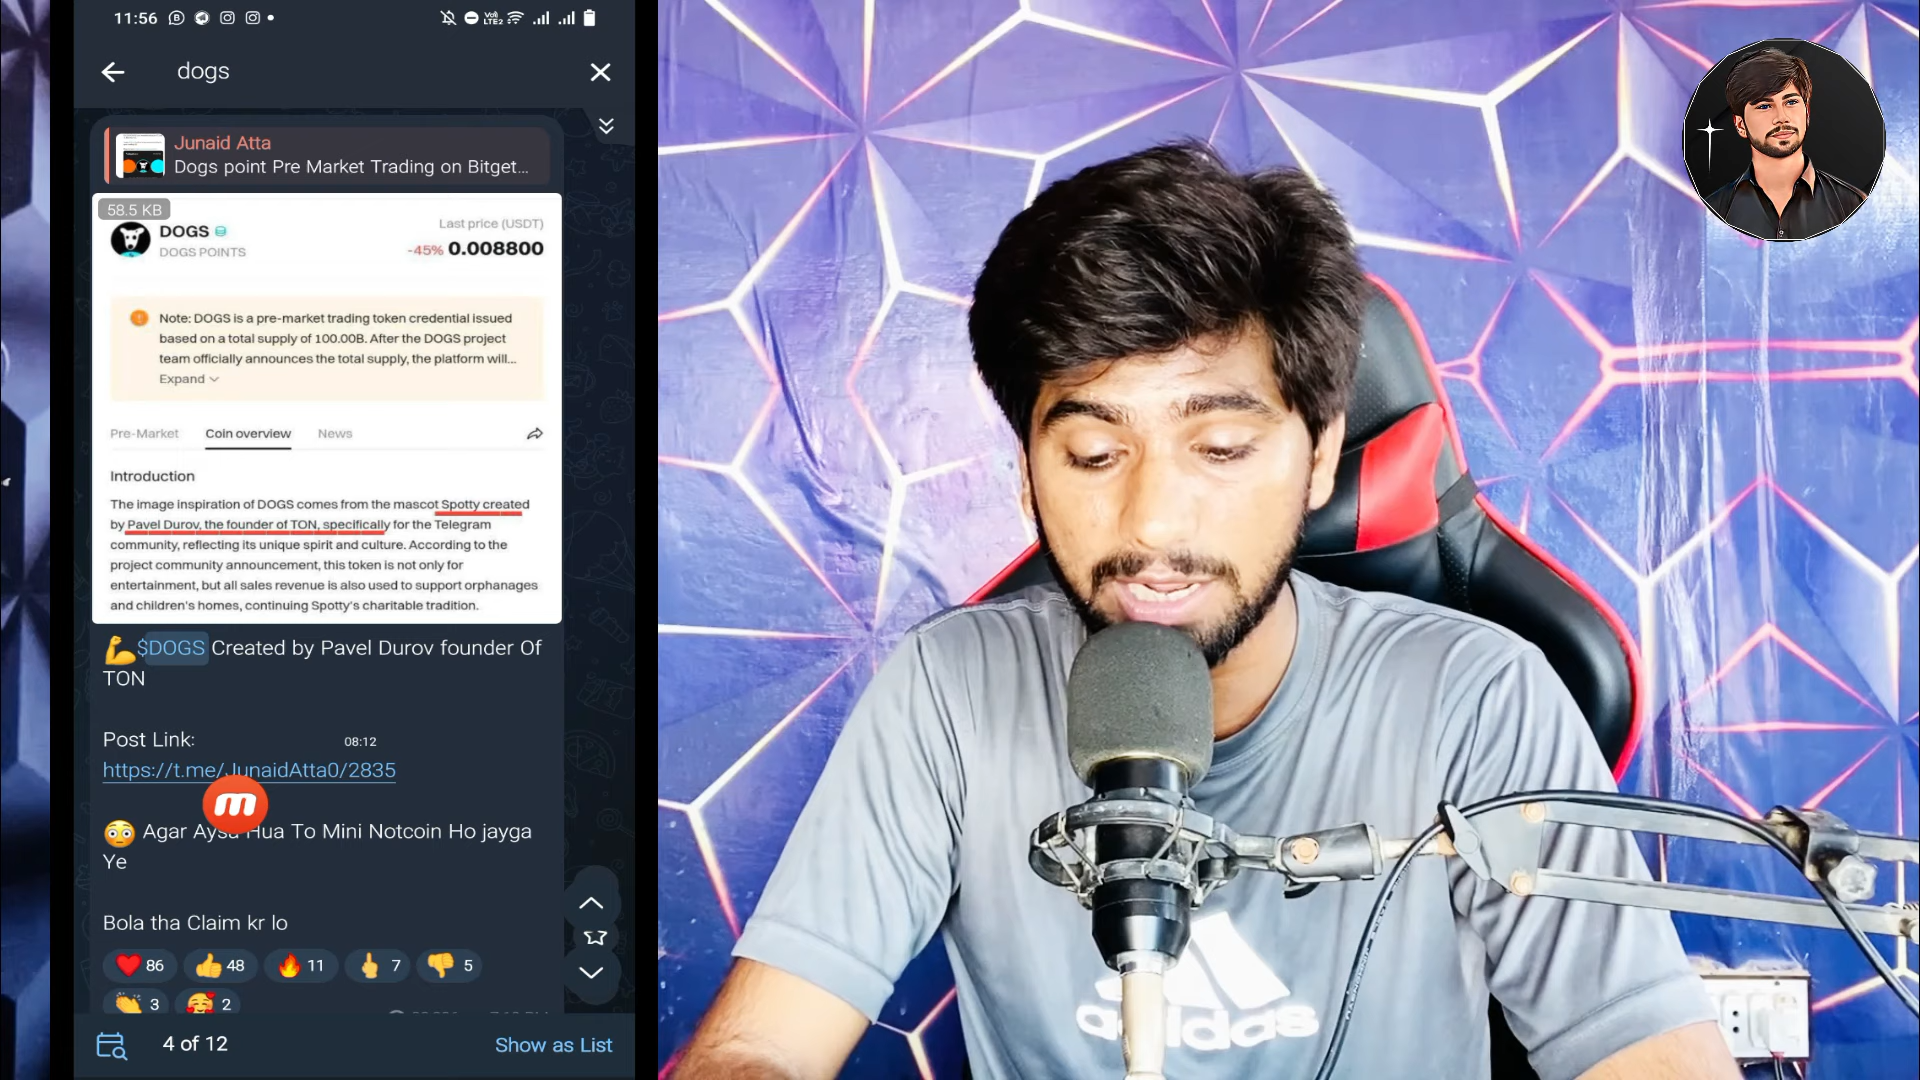 11:56
Vo)
LTE2
dogs
Junaid Atta
Dogs point Pre Market Trading on Bitget...
58.5 KB
DOGS
DOGS POINTS
Last price (USDT)
-45% 0.008800
Note: DOGS is a pre-market trading token credential issued
based on a total supply of 100.00B. After the DOGS project
team officially announces the total supply, the platform will...
Expand
Pre-Market Coin overview News
Introduction
The image inspiration of DOGS comes from the mascot Spotty created
by Pavel Durov, the founder of TON, specifically for the Telegram
community, reflecting its unique spirit and culture. According to the
project community announcement, this token is not only for
entertainment, but all sales revenue is also used to support orphanages
and children's homes, continuing Spotty's charitable tradition.
💪$DOGS Created by Pavel Durov founder Of
TON
Post Link:
08:12
https://t.me/JunaidAtta0/2835
😳 Agar Aysa Hua To Mini Notcoin Ho jayga
Ye
Bola tha Claim kr lo
86 48 11 7 5
3 2
4 of 12
Show as List
adidas